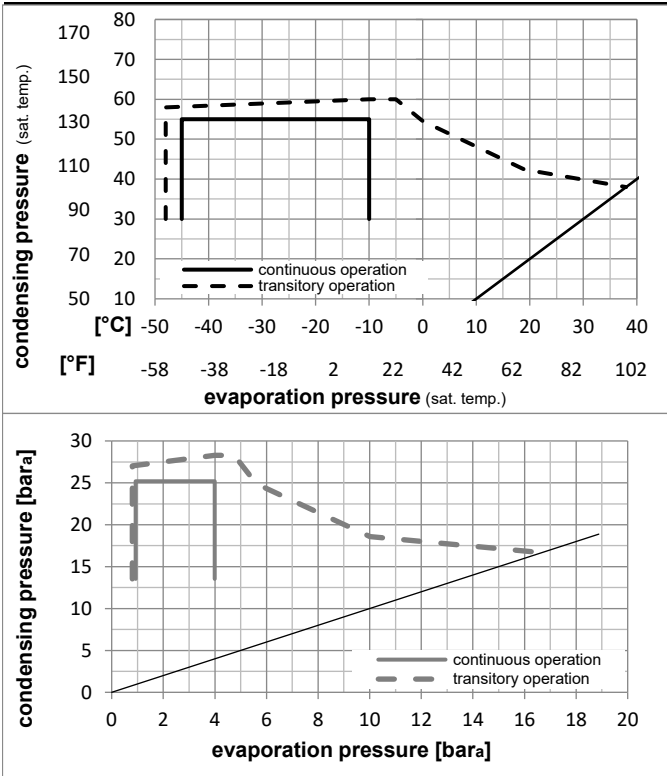 condensing pressure (sat. temp.)
170 80
70
150
60
130
50
110
40
90
30
70
20
50 10
continuous operation
transitory operation
[°C] -50 -40 -30 -20 -10 0 10 20 30 40
[°F] -58 -38 -18 2 22 42 62 82 102
evaporation pressure (sat. temp.)
condensing pressure [bara]
30
25
20
15
10
5
0
continuous operation
transitory operation
0 2 4 6 8 10 12 14 16 18 20
evaporation pressure [bara]